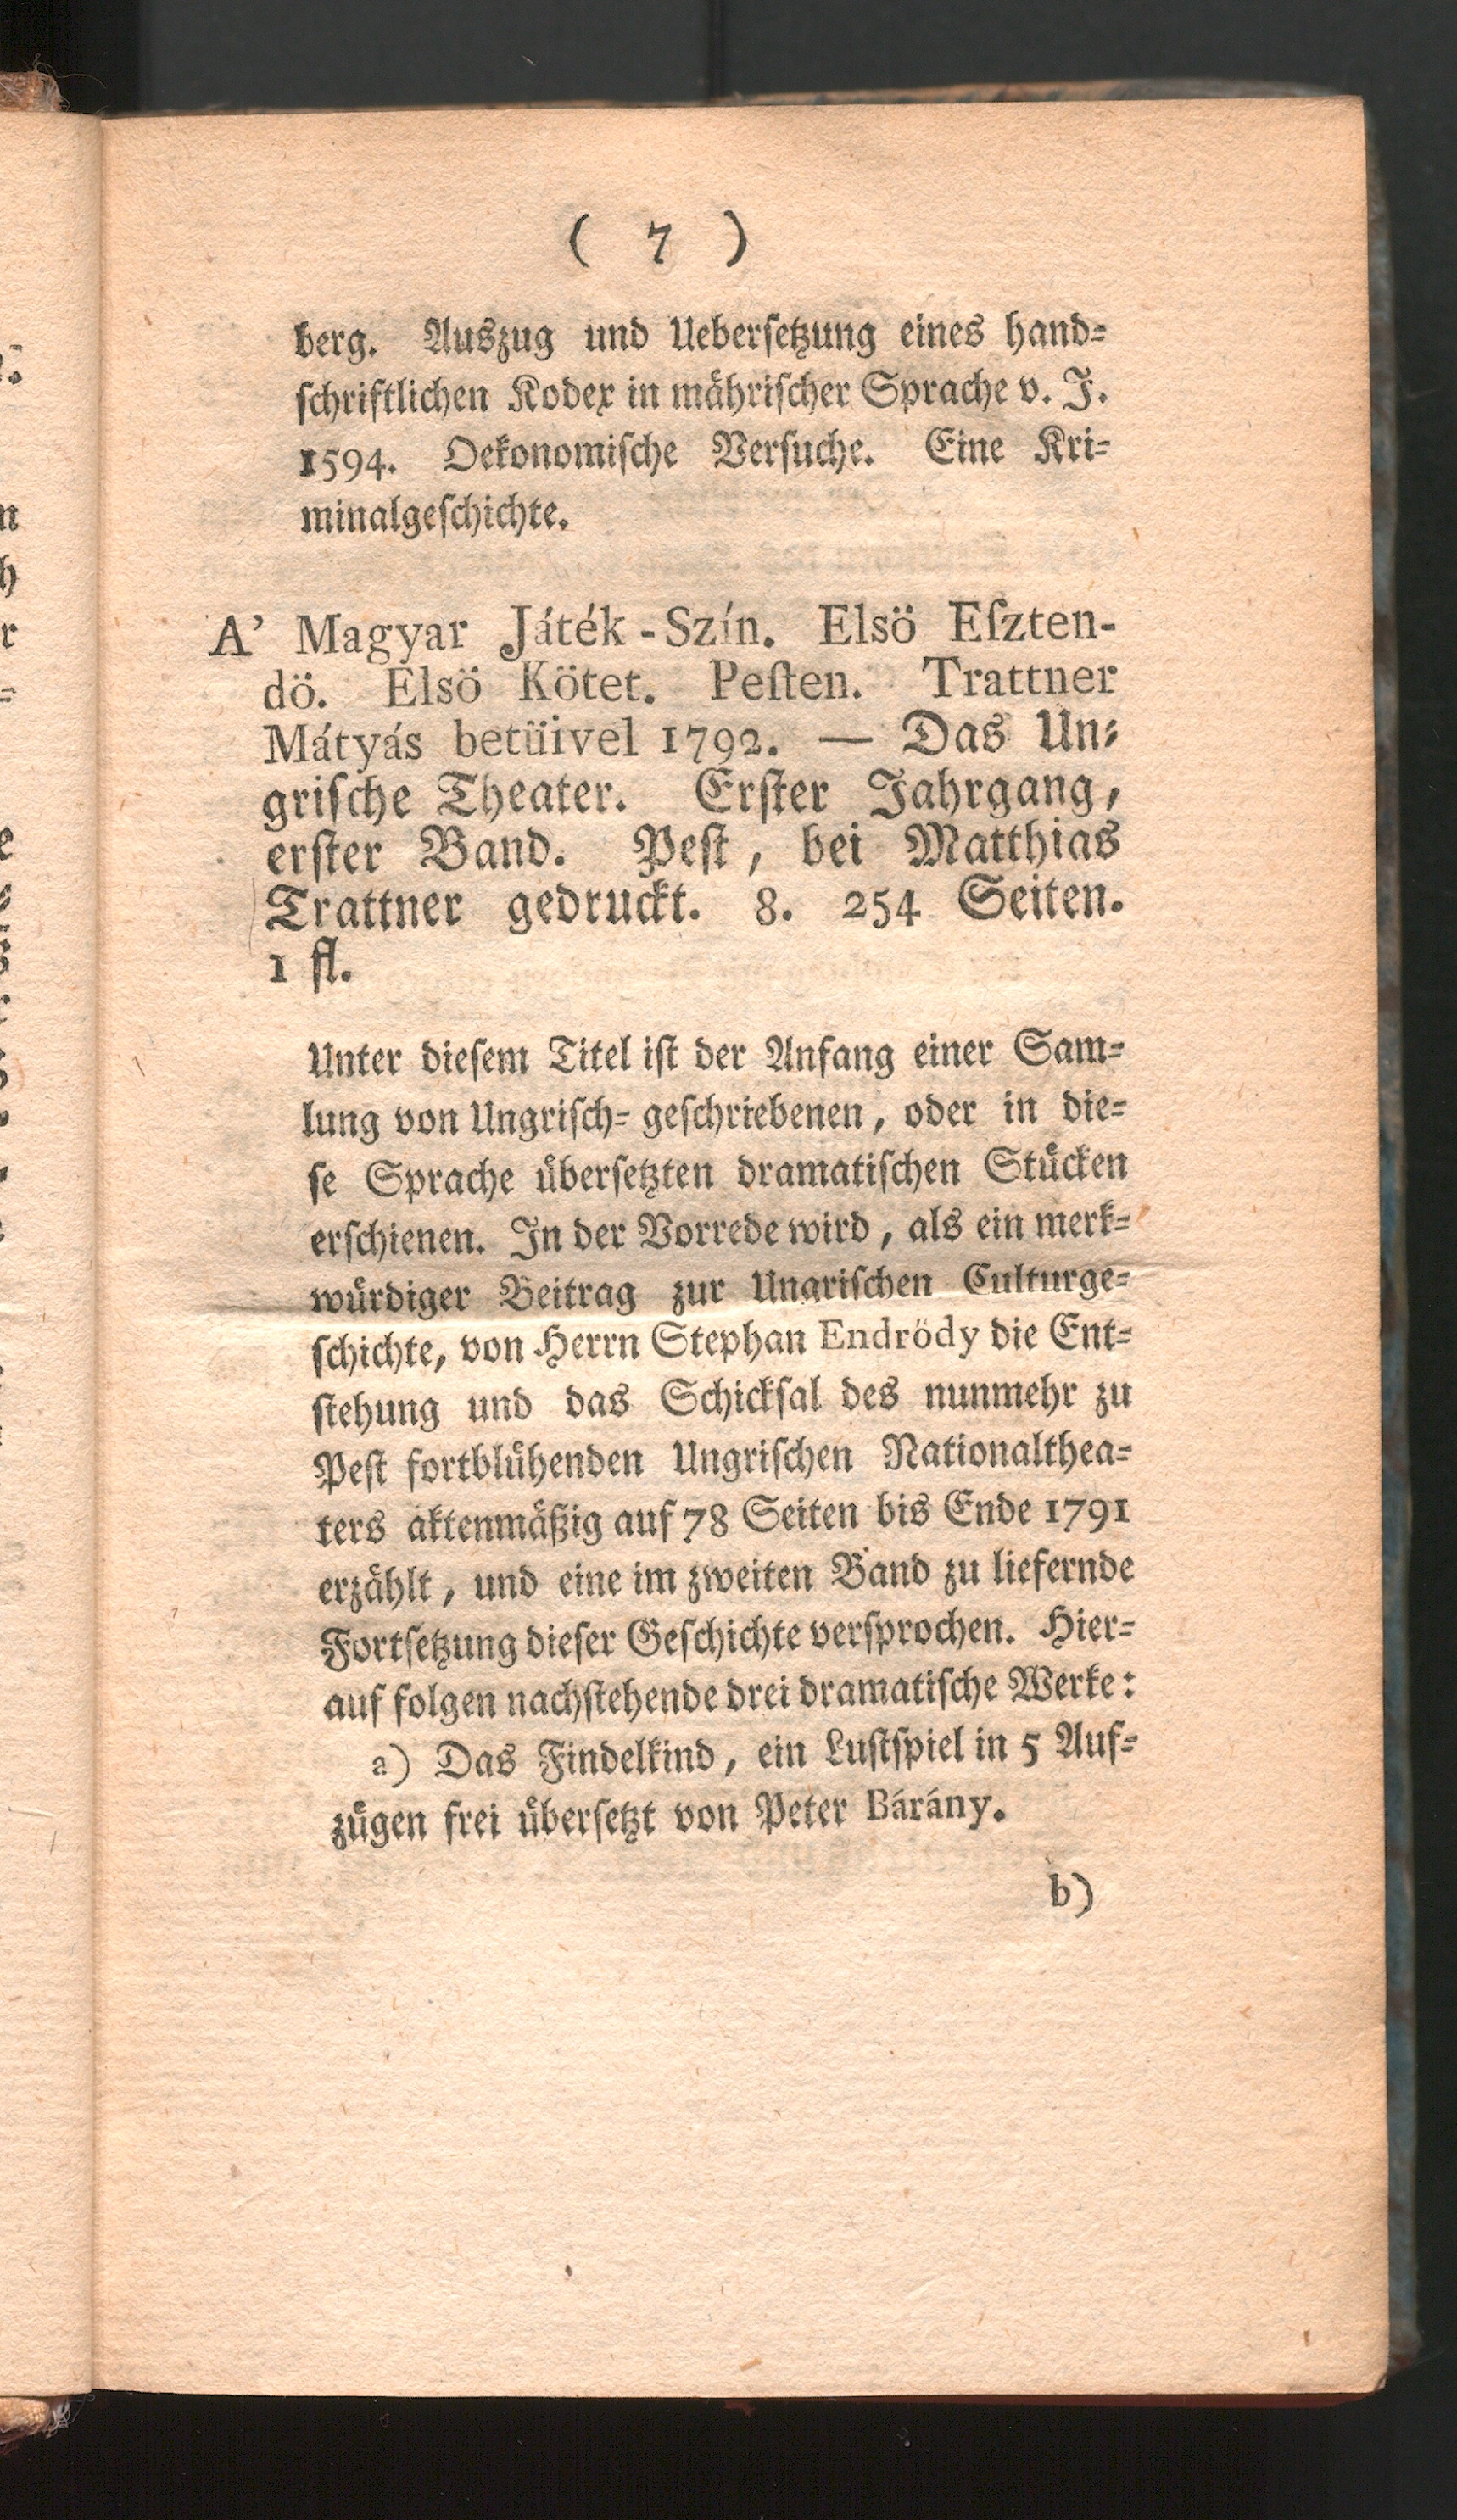 ( 7 )
berg. Auszug und Uebersetzung eines hand-
schriftlichen Kodex in mährischer Sprache v. J.
1594. Oekonomische Versuche. Eine Kri-
minalgeschichte.
A' Magyar Játék-Szín. Elsö Eſzten-
dö. Elsö Kötet. Peſten. Trattner
Mátyás betüivel 1792. — Das Un-
grische Theater. Erster Jahrgang,
erster Band. Pest, bei Matthias
Trattner gedruckt. 8. 254 Seiten.
1 fl.
Unter diesem Titel ist der Anfang einer Sam-
lung von Ungrisch-geschriebenen, oder in die-
se Sprache übersetzten dramatischen Stücken
erschienen. In der Vorrede wird, als ein merk-
würdiger Beitrag zur Ungrischen Culturge-
schichte, von Herrn Stephan Endrödy die Ent-
stehung und das Schicksal des nunmehr zu
Pest fortblühenden Ungrischen Nationalthea-
ters aktenmäßig auf 78 Seiten bis Ende 1791
erzählt, und eine im zweiten Band zu liefernde
Fortsetzung dieser Geschichte versprochen. Hier-
auf folgen nachstehende drei dramatische Werke:
a) Das Findelkind, ein Lustspiel in 5 Auf-
zügen frei übersetzt von Peter Bárány.
b)